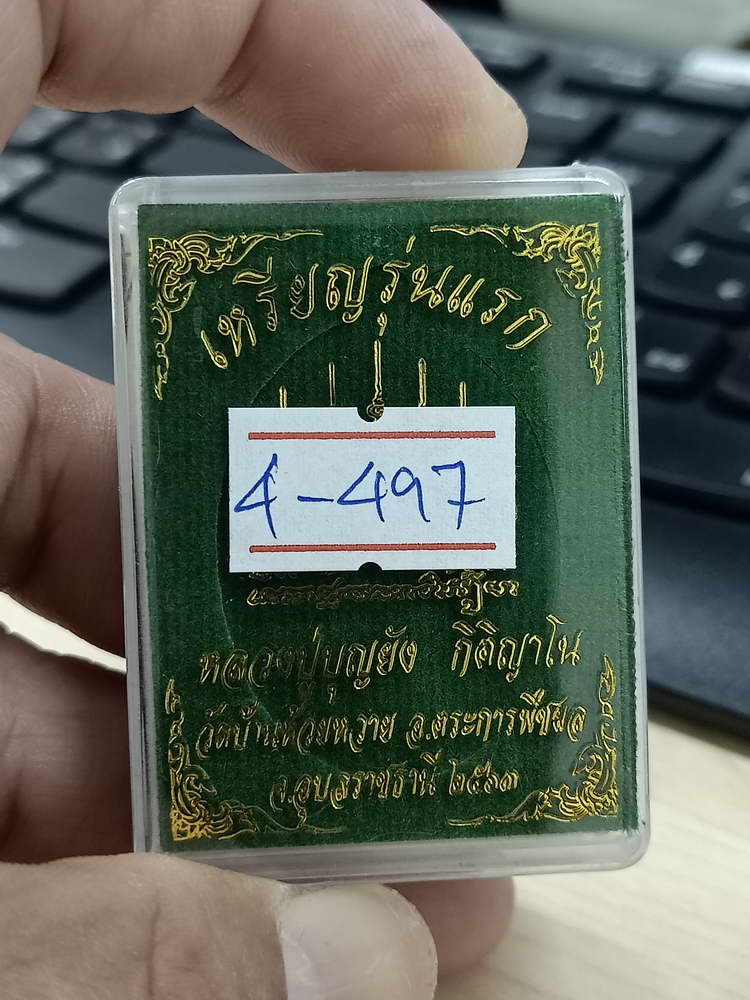 เหรียญรุ่นแรก
4-497
หลวงปู่บุญยัง กิติญาโน
วัดบ้านห้วยหวาย อ.ตระการพืชผล
จ.อุบลราชธานี ๒๕๖๓